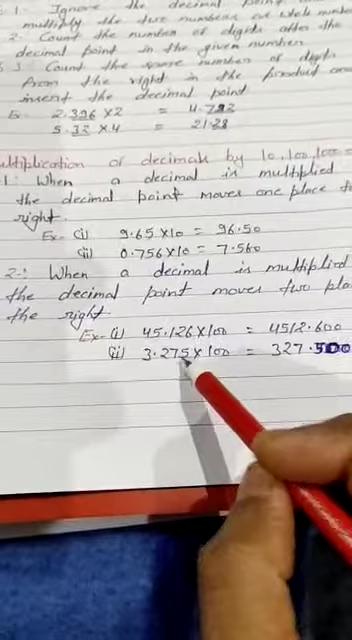 1. Ignore the decimal point
multiply the two numbers as whole number
2. Count the number of digits after the
decimal point in the given number
3 Count the same number of digits
from the right in the product and
insert the decimal point
Ex- 2.396 × 2 = 4.792
5.32 × 4 = 21.28
Multiplication of decimals by 10, 100, 1000
1: When a decimal is multiplied
the decimal point moves one place to
right.
Ex- (i) 9.65×10 = 96.50
(ii) 0.756×10 = 7.560
2-: When a decimal is multiplied
the decimal point moves two pla
the right.
Ex- (i) 45.126×100 = 4512.600
(ii) 3.275×100 = 327.500